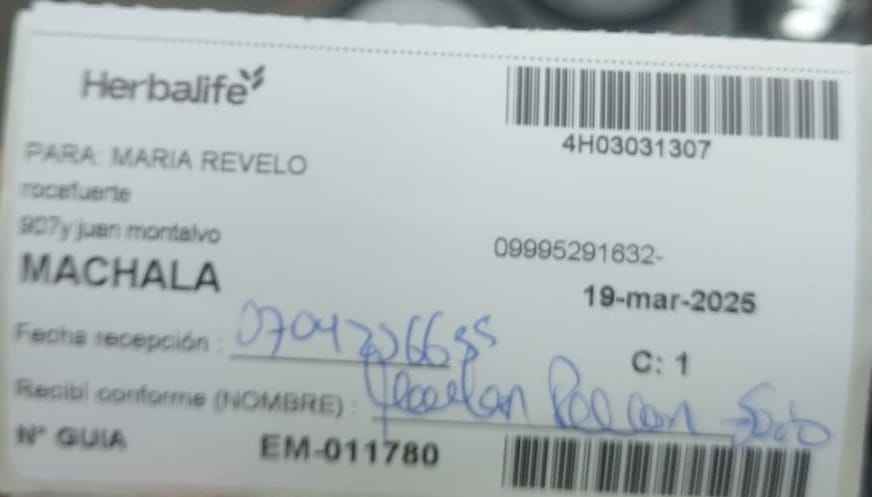 Herbalife
4H03031307
PARA: MARIA REVELO
rocafuerte
907y juan montalvo
09995291632-
MACHALA
19-mar-2025
Fecha recepción :
C: 1
Recibi conforme (NOMBRE) :
N° GUIA EM-011780